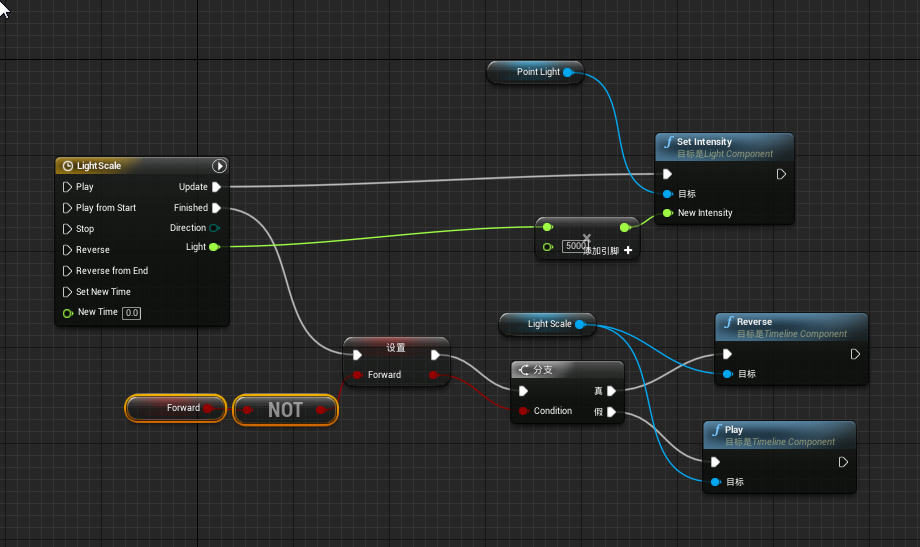 Point Light
Set Intensity
目标是Light Component
目标
New Intensity
LightScale
Play
Update
Play from Start
Finished
Stop
Direction
Reverse
Light
Reverse from End
Set New Time
New Time 0.0
5000
添加引脚
Light Scale
Reverse
目标是Timeline Component
目标
设置
Forward
分支
真
Condition
假
Forward
NOT
Play
目标是Timeline Component
目标